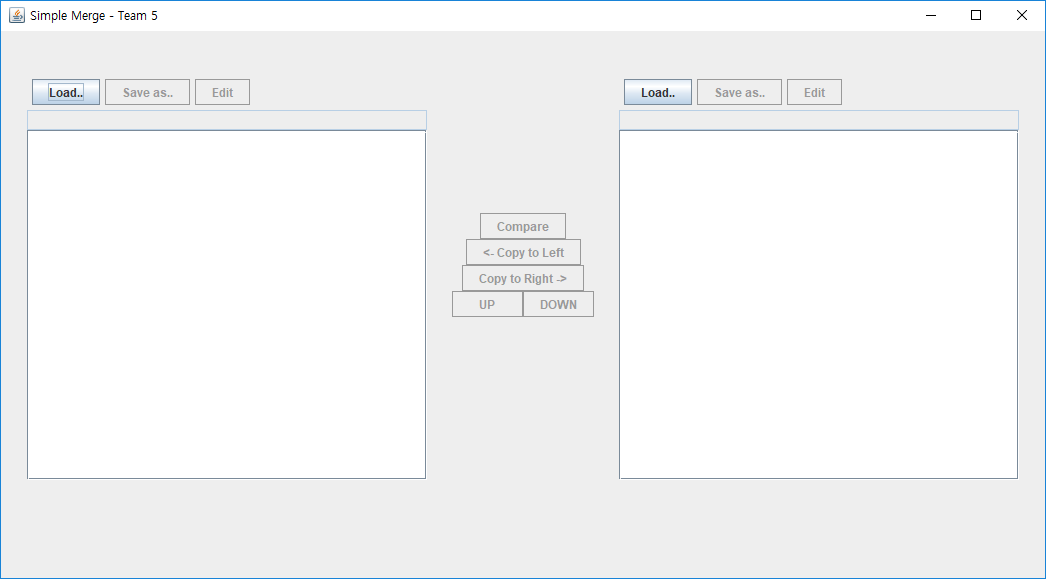 Simple Merge - Team 5
Load.. Save as.. Edit
Load.. Save as.. Edit
Compare
<- Copy to Left
Copy to Right ->
UP DOWN